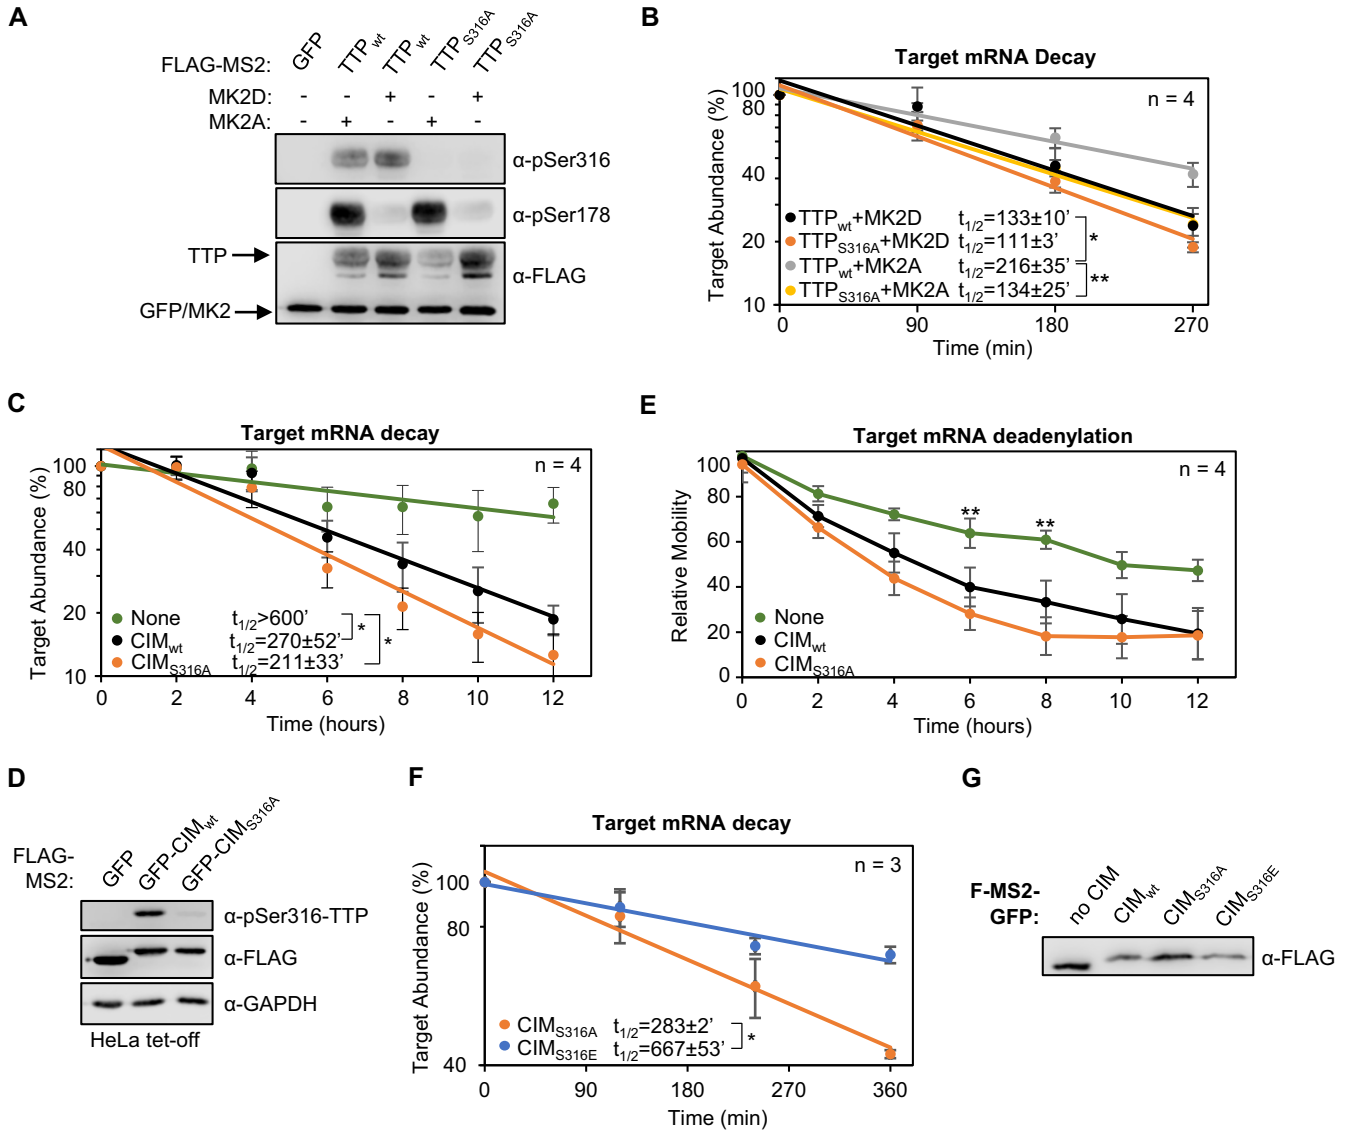 A
FLAG-MS2: GFP TTPwt TTPwt TTPS316A TTPS316A
MK2D: - - + - +
MK2A: - + - + -
α-pSer316
α-pSer178
TTP
α-FLAG
GFP/MK2
B
Target mRNA Decay
n = 4
Target Abundance (%)
100
80
40
20
10
TTPwt+MK2D t1/2=133±10’
TTPS316A+MK2D t1/2=111±3’
*
TTPwt+MK2A t1/2=216±35’
TTPS316A+MK2A t1/2=134±25’
**
0 90 180 270
Time (min)
C
Target mRNA decay
n = 4
Target Abundance (%)
100
80
40
20
10
None t1/2>600’
CIMwt t1/2=270±52’
CIMS316A t1/2=211±33’
* *
0 2 4 6 8 10 12
Time (hours)
E
Target mRNA deadenylation
n = 4
Relative Mobility
100
80
60
40
20
0
** **
None
CIMwt
CIMS316A
0 2 4 6 8 10 12
Time (hours)
D
FLAG-
MS2:
GFP GFP-CIMwt GFP-CIMS316A
α-pSer316-TTP
α-FLAG
α-GAPDH
HeLa tet-off
F
Target mRNA decay
n = 3
Target Abundance (%)
100
80
40
CIMS316A t1/2=283±2’
CIMS316E t1/2=667±53’
*
0 90 180 270 360
Time (min)
G
F-MS2-
GFP:
no CIM CIMwt CIMS316A CIMS316E
α-FLAG